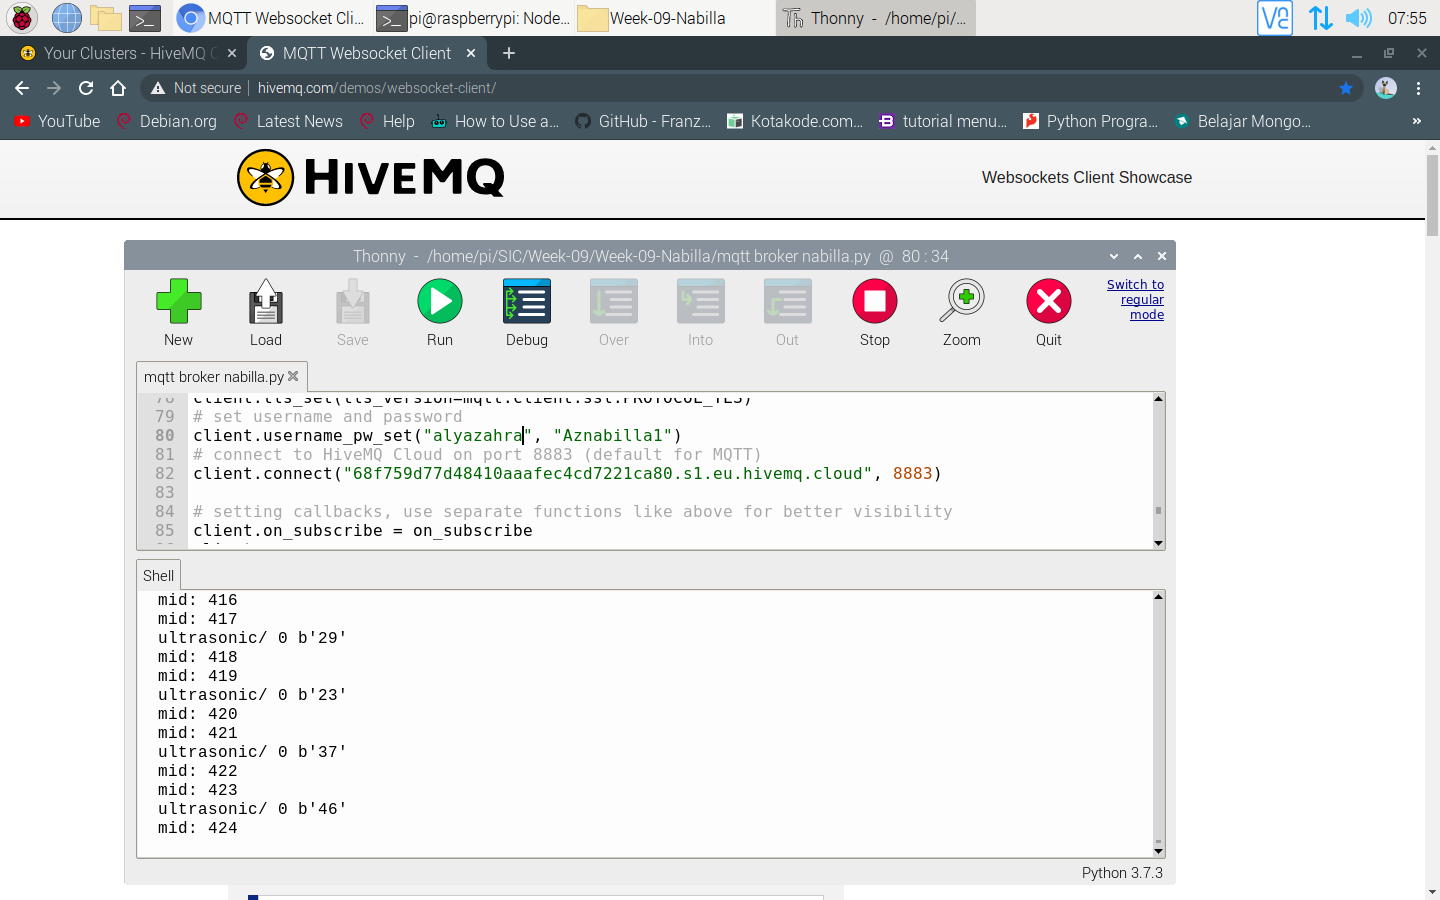 MQTT Websocket Cli...
pi@raspberrypi: Node...
Week-09-Nabilla
Thonny - /home/pi/...
07:55
Your Clusters - HiveMQ C
MQTT Websocket Client
Not secure
hivemq.com/demos/websocket-client/
YouTube
Debian.org
Latest News
Help
How to Use a...
GitHub - Franz...
Kotakode.com...
tutorial menu...
Python Progra...
Belajar Mongo...
HIVEMQ
Websockets Client Showcase
Thonny - /home/pi/SIC/Week-09/Week-09-Nabilla/mqtt broker nabilla.py @ 80 : 34
New
Load
Save
Run
Debug
Over
Into
Out
Stop
Zoom
Quit
Switch to
regular
mode
mqtt broker nabilla.py
78 client.tls_set(tls_version=mqtt.client.ssl.PROTOCOL_TLS)
79 # set username and password
80 client.username_pw_set("alyazahra", "Aznabilla1")
81 # connect to HiveMQ Cloud on port 8883 (default for MQTT)
82 client.connect("68f759d77d48410aaafec4cd7221ca80.s1.eu.hivemq.cloud", 8883)
83
84 # setting callbacks, use separate functions like above for better visibility
85 client.on_subscribe = on_subscribe
Shell
mid: 416
mid: 417
ultrasonic/ 0 b'29'
mid: 418
mid: 419
ultrasonic/ 0 b'23'
mid: 420
mid: 421
ultrasonic/ 0 b'37'
mid: 422
mid: 423
ultrasonic/ 0 b'46'
mid: 424
Python 3.7.3